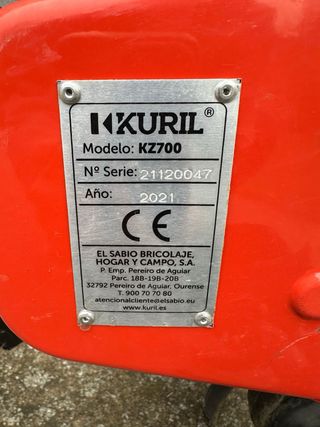 KURIL®
Modelo: KZ700
Nº Serie: 21120047
Año: 2021
CE
EL SABIO BRICOLAJE,
HOGAR Y CAMPO, S.A.
P. Emp. Pereiro de Aguiar
Parc. 18B-19B-20B
32792 Pereiro de Aguiar, Ourense
T. 900 70 70 80
atencionalcliente@elsabio.eu
www.kuril.es